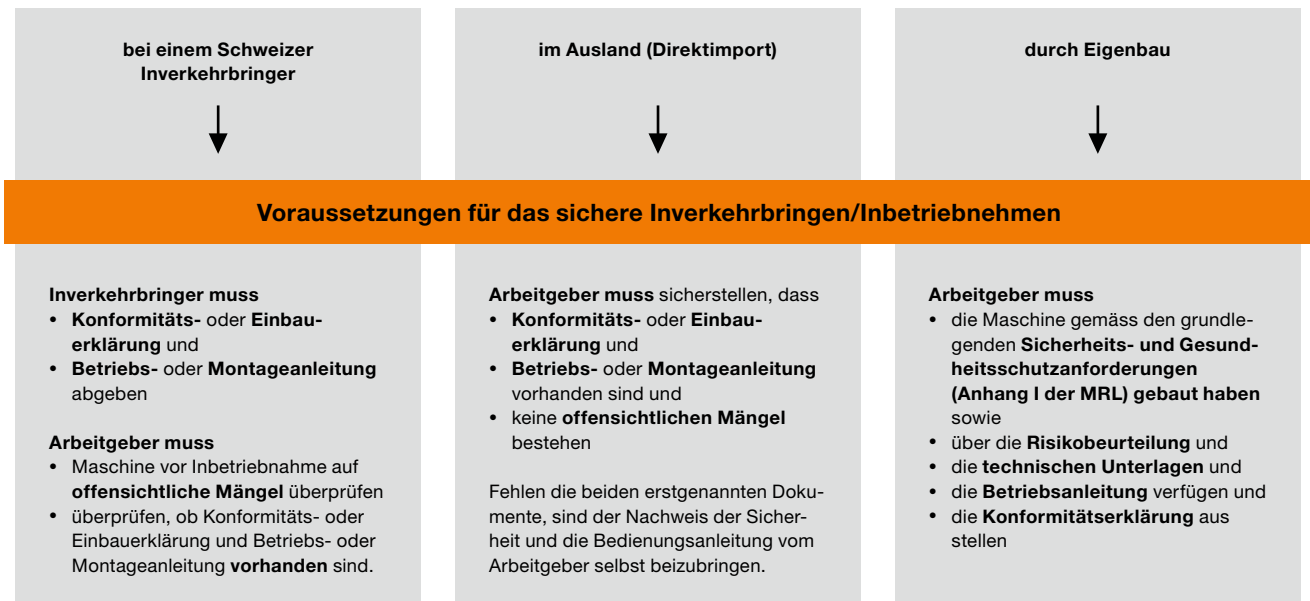 bei einem Schweizer
Inverkehrbringer
im Ausland (Direktimport)
durch Eigenbau
Voraussetzungen für das sichere Inverkehrbringen/Inbetriebnehmen
Inverkehrbringer muss
• Konformitäts- oder Einbau-
erklärung und
• Betriebs- oder Montageanleitung
abgeben
Arbeitgeber muss
• Maschine vor Inbetriebnahme auf
offensichtliche Mängel überprüfen
• überprüfen, ob Konformitäts- oder
Einbauerklärung und Betriebs- oder
Montageanleitung vorhanden sind.
Arbeitgeber muss sicherstellen, dass
• Konformitäts- oder Einbau-
erklärung und
• Betriebs- oder Montageanleitung
vorhanden sind und
• keine offensichtlichen Mängel
bestehen
Fehlen die beiden erstgenannten Doku-
mente, sind der Nachweis der Sicher-
heit und die Bedienungsanleitung vom
Arbeitgeber selbst beizubringen.
Arbeitgeber muss
• die Maschine gemäss den grundle-
genden Sicherheits- und Gesund-
heitsschutzanforderungen
(Anhang I der MRL) gebaut haben
sowie
• über die Risikobeurteilung und
• die technischen Unterlagen und
• die Betriebsanleitung verfügen und
• die Konformitätserklärung aus
stellen